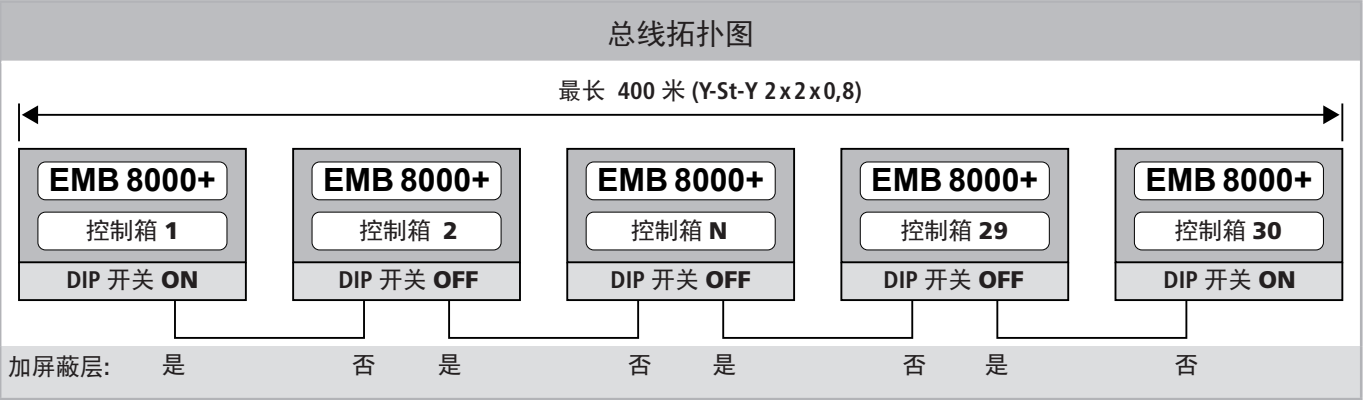 总线拓扑图
最长 400 米 (Y-St-Y 2x2x0,8)
EMB 8000+ EMB 8000+ EMB 8000+ EMB 8000+ EMB 8000+
控制箱 1 控制箱 2 控制箱 N 控制箱 29 控制箱 30
DIP 开关 ON DIP 开关 OFF DIP 开关 OFF DIP 开关 OFF DIP 开关 ON
加屏蔽层: 是 否 是 否 是 否 是 否